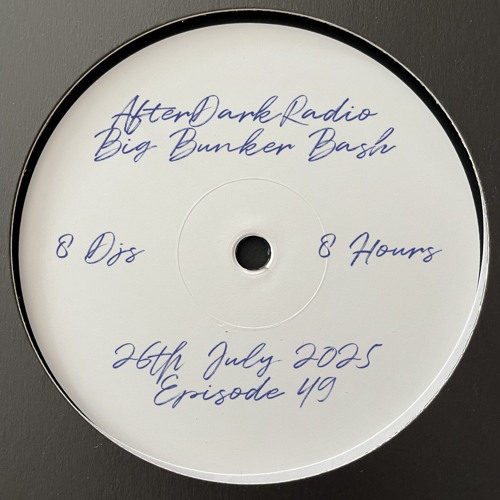 AfterDarkRadio
Big Bunker Bash
8 Djs
8 Hours
26th July 2025
Episode 49